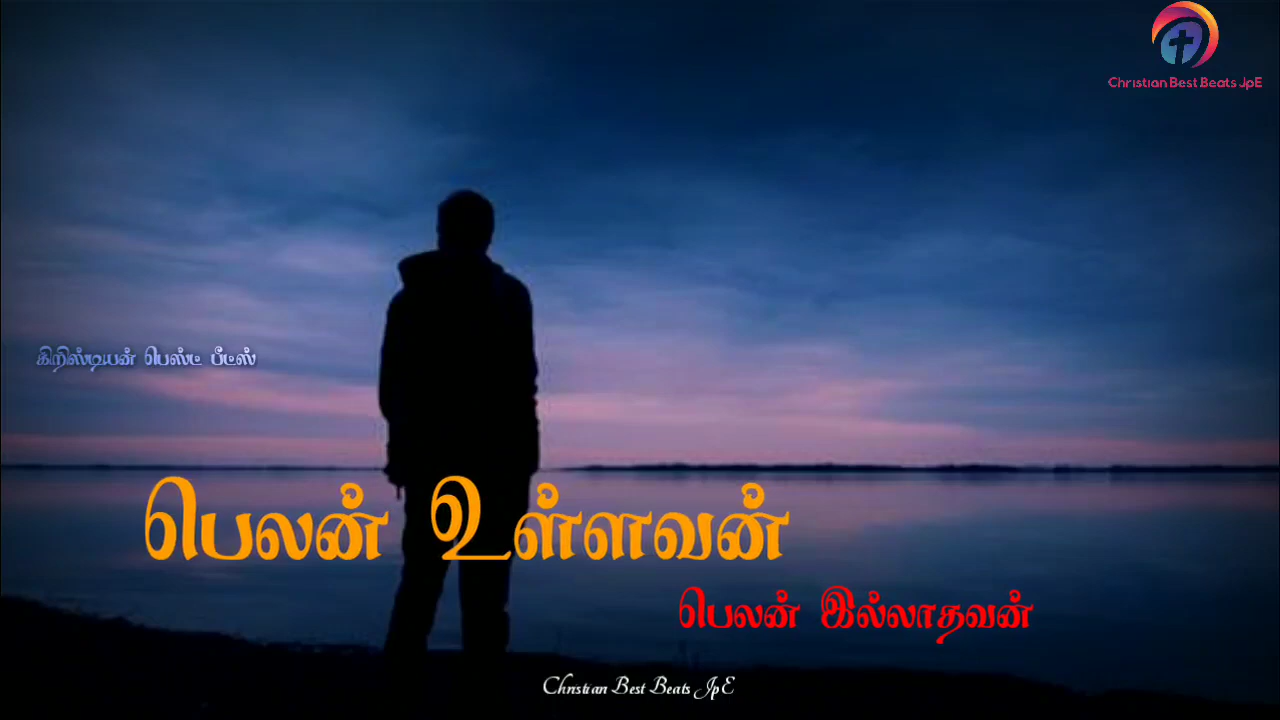 Christian Best Beats JpE
கிறிஸ்டியன் பெஸ்ட் பீட்ஸ்
பெலன் உள்ளவன்
பெலன் இல்லாதவன்
Christian Best Beats JpE